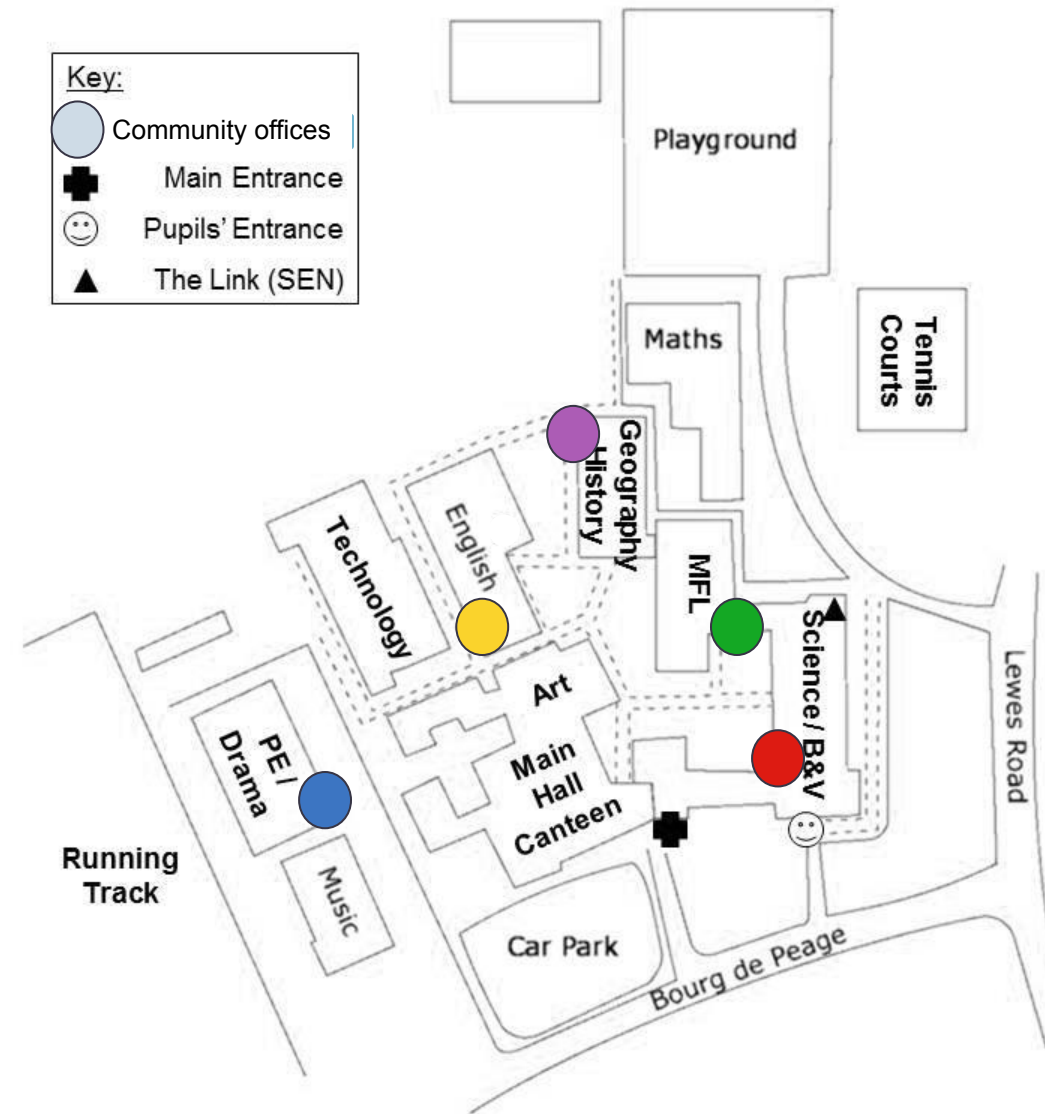 Key:
Community offices
Main Entrance
Pupils' Entrance
The Link (SEN)
Playground
Maths
Tennis
Courts
Geography
History
English
Technology
MFL
Science / B&V
Art
Main
Hall
Canteen
PE /
Drama
Music
Running
Track
Car Park
Bourg de Peage
Lewes Road